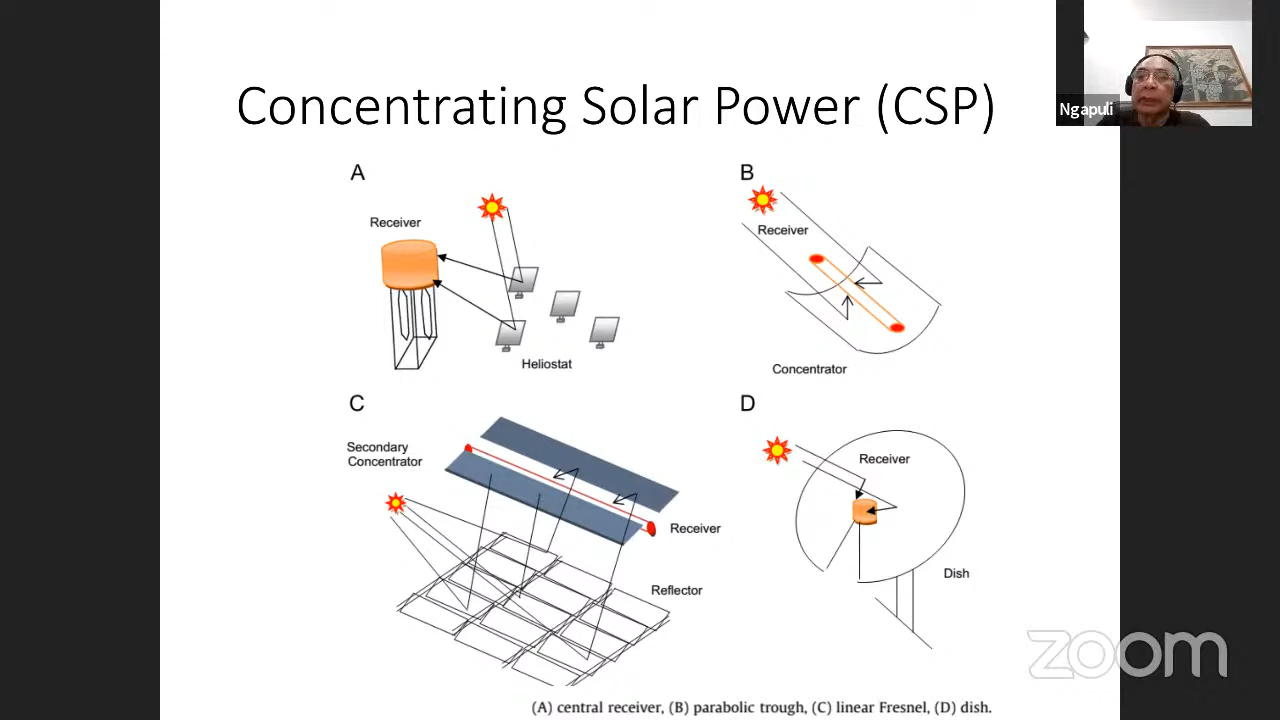 Concentrating Solar Power (CSP)
Ngapuli
A
Receiver
Heliostat
B
Receiver
Concentrator
C
Secondary
Concentrator
Receiver
Reflector
D
Receiver
Dish
zoom
(A) central receiver, (B) parabolic trough, (C) linear Fresnel, (D) dish.